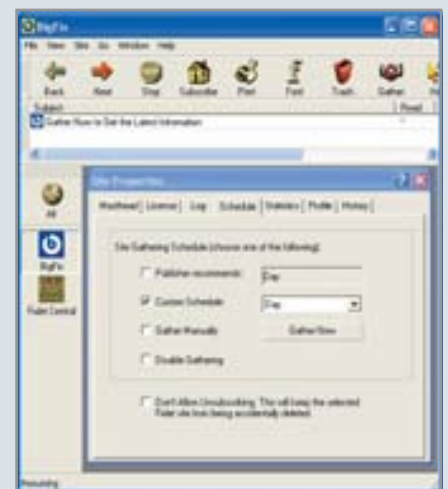 BigFix
File View Site Go Window Help
Back Next Stop Subscribe Print Font Trash Gather
Subject Read
Gather Now to Get the Latest Information
Site Properties...
All
Masthead License Log Schedule Statistics Profile History
BigFix
Site Gathering Schedule (choose one of the following)
Publisher recommends: Day
Fixlet Central
Custom Schedule Day
Gather Manually Gather Now
Disable Gathering
Don't Allow Unsubscribing. This will keep the selected
Fixlet site from being accidentally deleted.